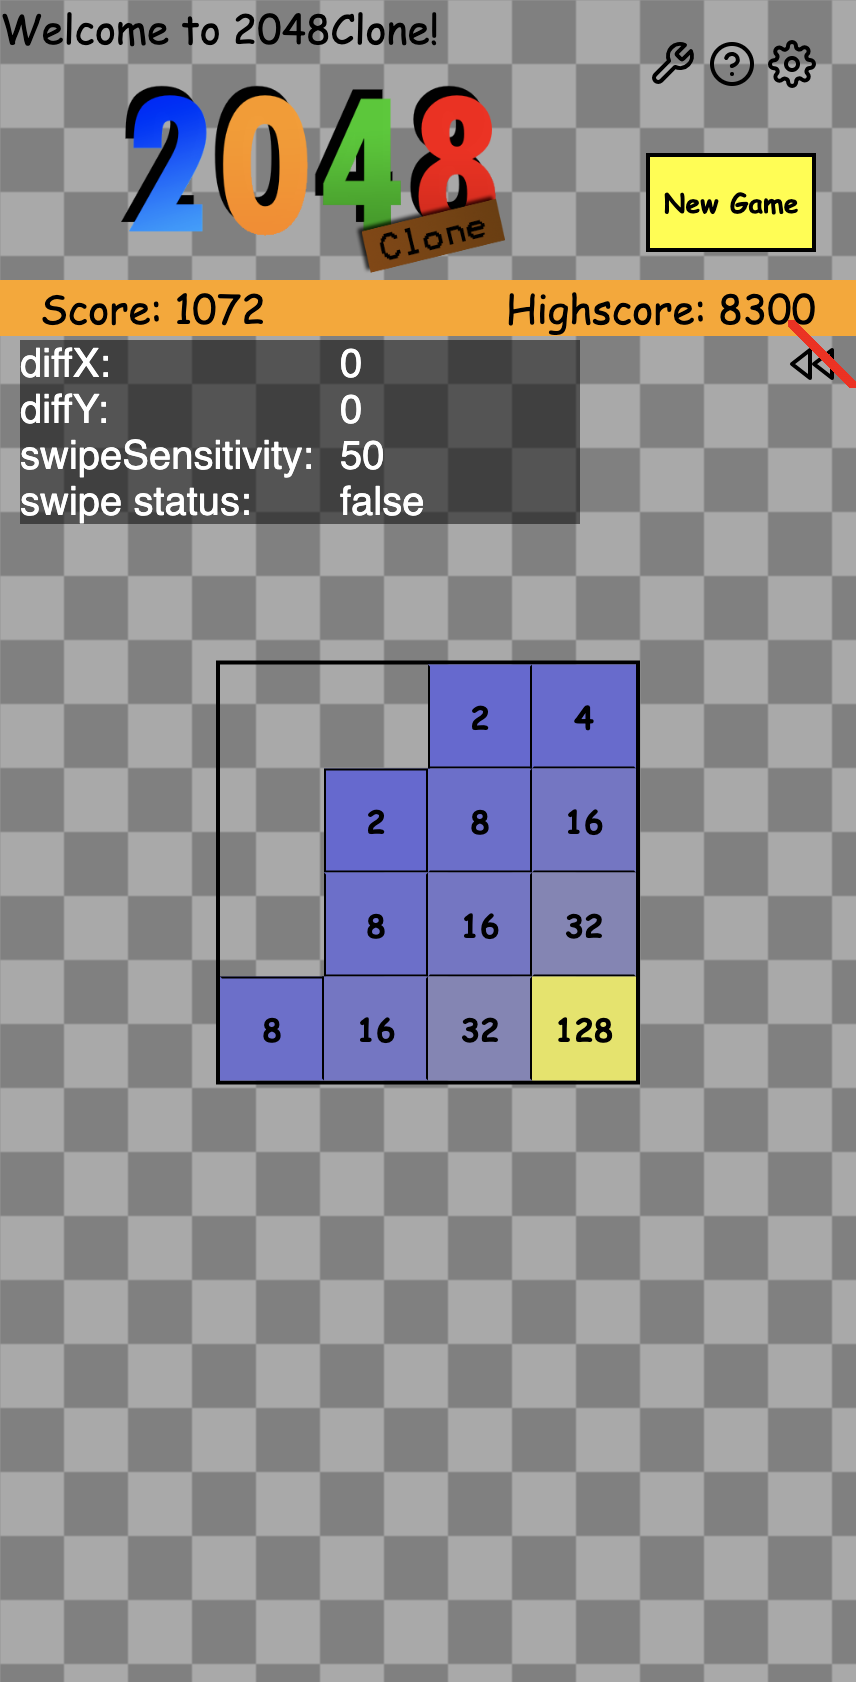 Welcome to 2048Clone!
2048
Clone
New Game
Score: 1072 Highscore: 8300
diffX: 0
diffY: 0
swipeSensitivity: 50
swipe status: false
2 4
2 8 16
8 16 32
8 16 32 128